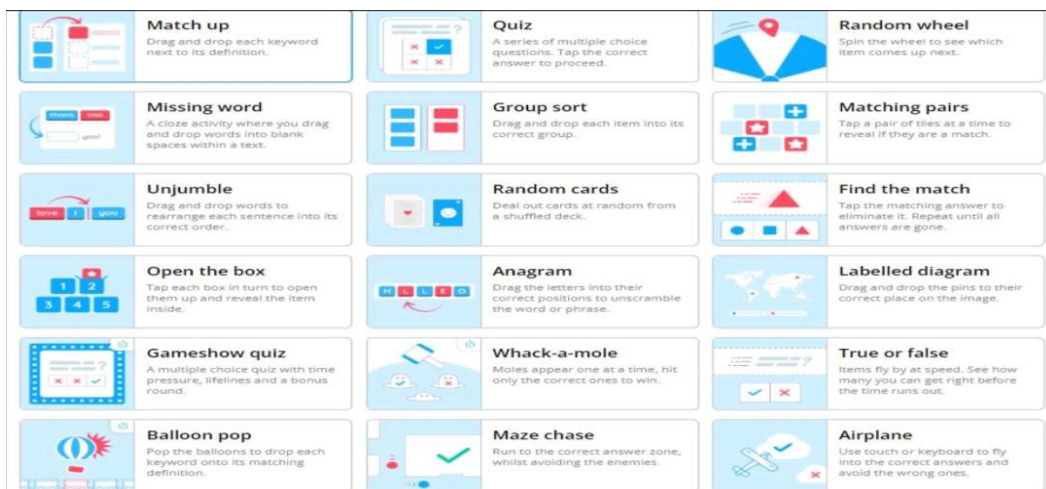 Match up
Drag and drop each keyword
next to its definition.
Quiz
A series of multiple choice
questions. Tap the correct
answer to proceed.
Random wheel
Spin the wheel to see which
item comes up next.
Missing word
A cloze activity where you drag
and drop words into blank
spaces within a text.
thank
you!
Group sort
Drag and drop each item into its
correct group.
Matching pairs
Tap a pair of tiles at a time to
reveal if they are a match.
Unjumble
Drag and drop words to
rearrange each sentence into its
correct order.
love I you
Random cards
Deal out cards at random from
a shuffled deck.
Find the match
Tap the matching answer to
eliminate it. Repeat until all
answers are gone.
Open the box
Tap each box in turn to open
them up and reveal the item
inside.
1 2
3 4 5
Anagram
Drag the letters into their
correct positions to unscramble
the word or phrase.
H L L E O
Labelled diagram
Drag and drop the pins to their
correct place on the image.
Gameshow quiz
A multiple choice quiz with time
pressure, lifelines and a bonus
round.
?
Whack-a-mole
Moles appear one at a time, hit
only the correct ones to win.
True or false
Items fly by at speed. See how
many you can get right before
the time runs out.
?
Balloon pop
Pop the balloons to drop each
keyword onto its matching
definition.
Maze chase
Run to the correct answer zone,
whilst avoiding the enemies.
Airplane
Use touch or keyboard to fly
into the correct answers and
avoid the wrong ones.